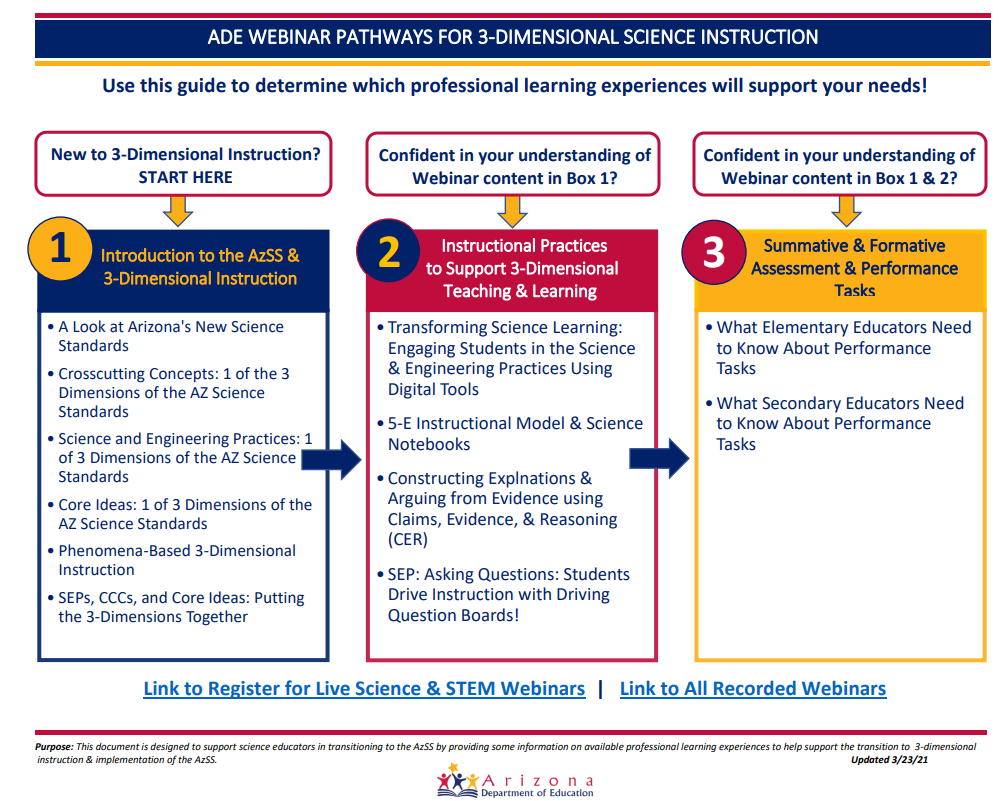 ADE WEBINAR PATHWAYS FOR 3-DIMENSIONAL SCIENCE INSTRUCTION
Use this guide to determine which professional learning experiences will support your needs!
New to 3-Dimensional Instruction?
START HERE
1
Introduction to the AzSS &
3-Dimensional Instruction
• A Look at Arizona's New Science
Standards
• Crosscutting Concepts: 1 of the 3
Dimensions of the AZ Science
Standards
• Science and Engineering Practices: 1
of 3 Dimensions of the AZ Science
Standards
• Core Ideas: 1 of 3 Dimensions of the
AZ Science Standards
• Phenomena-Based 3-Dimensional
Instruction
• SEPs, CCCs, and Core Ideas: Putting
the 3-Dimensions Together
Confident in your understanding of
Webinar content in Box 1?
2
Instructional Practices
to Support 3-Dimensional
Teaching & Learning
• Transforming Science Learning:
Engaging Students in the Science
& Engineering Practices Using
Digital Tools
• 5-E Instructional Model & Science
Notebooks
• Constructing Explnations &
Arguing from Evidence using
Claims, Evidence, & Reasoning
(CER)
• SEP: Asking Questions: Students
Drive Instruction with Driving
Question Boards!
Confident in your understanding of
Webinar content in Box 1 & 2?
3
Summative & Formative
Assessment & Performance
Tasks
• What Elementary Educators Need
to Know About Performance
Tasks
• What Secondary Educators Need
to Know About Performance
Tasks
Link to Register for Live Science & STEM Webinars | Link to All Recorded Webinars
Purpose: This document is designed to support science educators in transitioning to the AzSS by providing some information on available professional learning experiences to help support the transition to 3-dimensional
instruction & implementation of the AzSS. Updated 3/23/21
Arizona
Department of Education